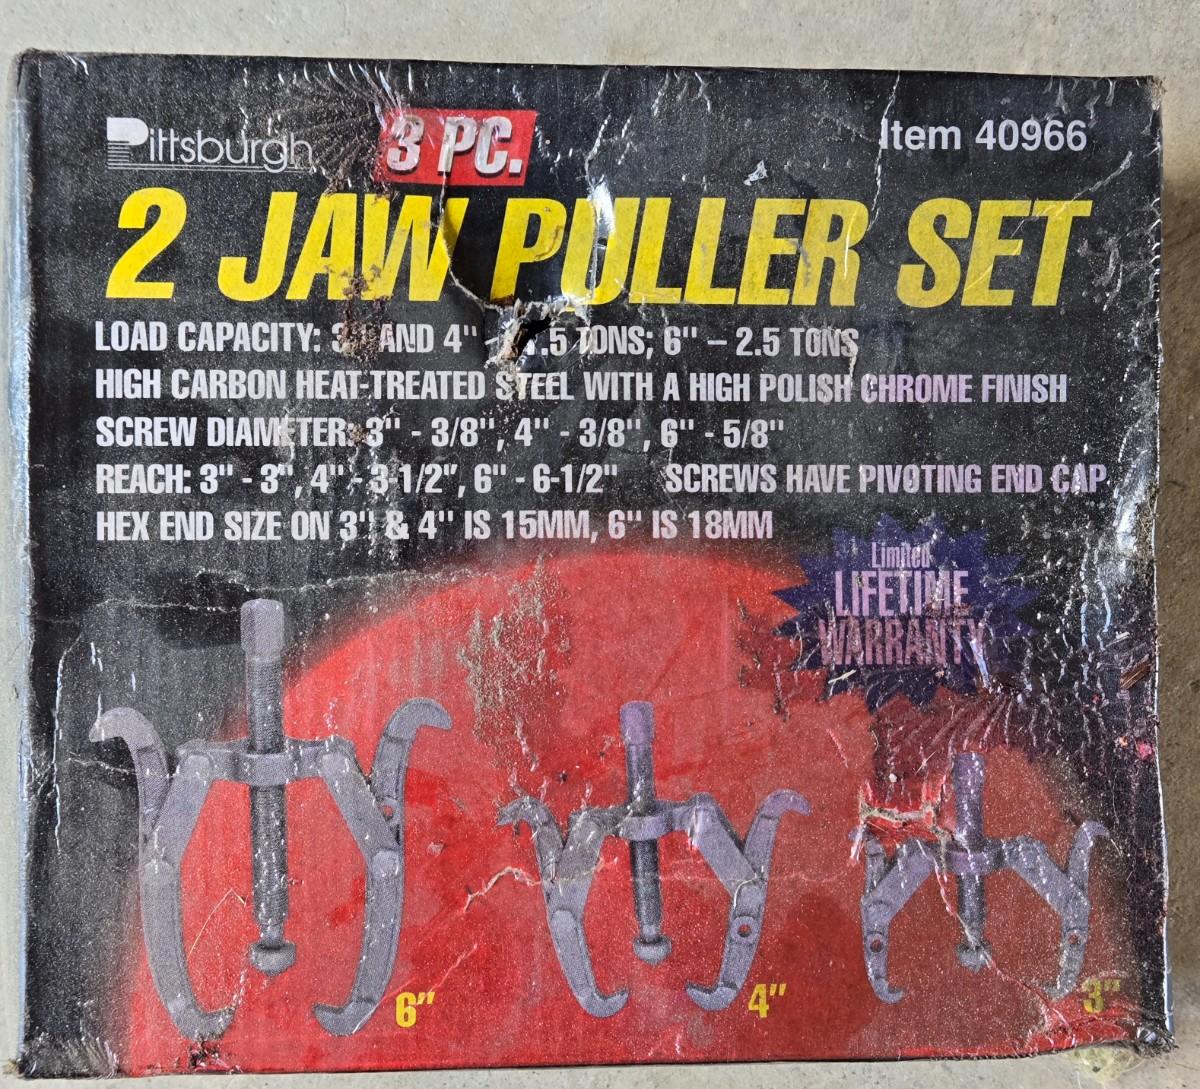 Pittsburgh
3 PC.
Item 40966
2 JAW PULLER SET
LOAD CAPACITY: 3" AND 4" .5 TONS; 6" – 2.5 TONS
HIGH CARBON HEAT-TREATED STEEL WITH A HIGH POLISH CHROME FINISH
SCREW DIAMETER: 3" - 3/8", 4" - 3/8", 6" - 5/8"
REACH: 3" - 3", 4" - 3-1/2", 6" - 6-1/2" SCREWS HAVE PIVOTING END CAP
HEX END SIZE ON 3" & 4" IS 15MM, 6" IS 18MM
Limited
LIFETIME
WARRANTY
6"
4"
3"